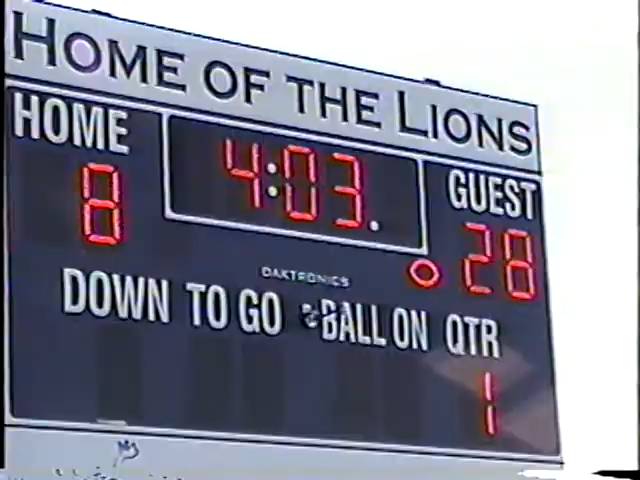 HOME OF THE LIONS
HOME 4:03. GUEST
8 28
DAKTRONICS
DOWN TO GO BALL ON QTR
1